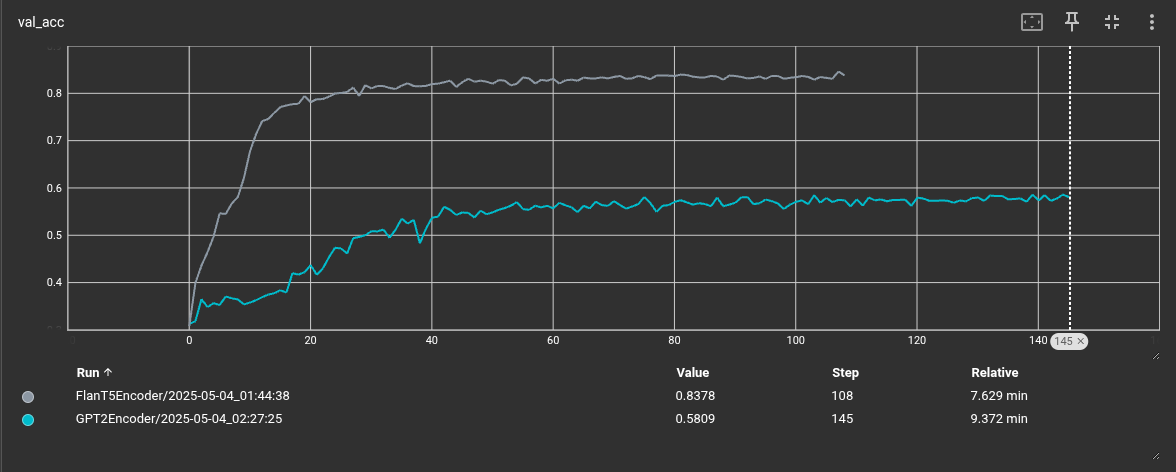 val_acc
0.8
0.7
0.6
0.5
0.4
0 20 40 60 80 100 120 140 145 ×
Run ↑ Value Step Relative
FlanT5Encoder/2025-05-04_01:44:38 0.8378 108 7.629 min
GPT2Encoder/2025-05-04_02:27:25 0.5809 145 9.372 min